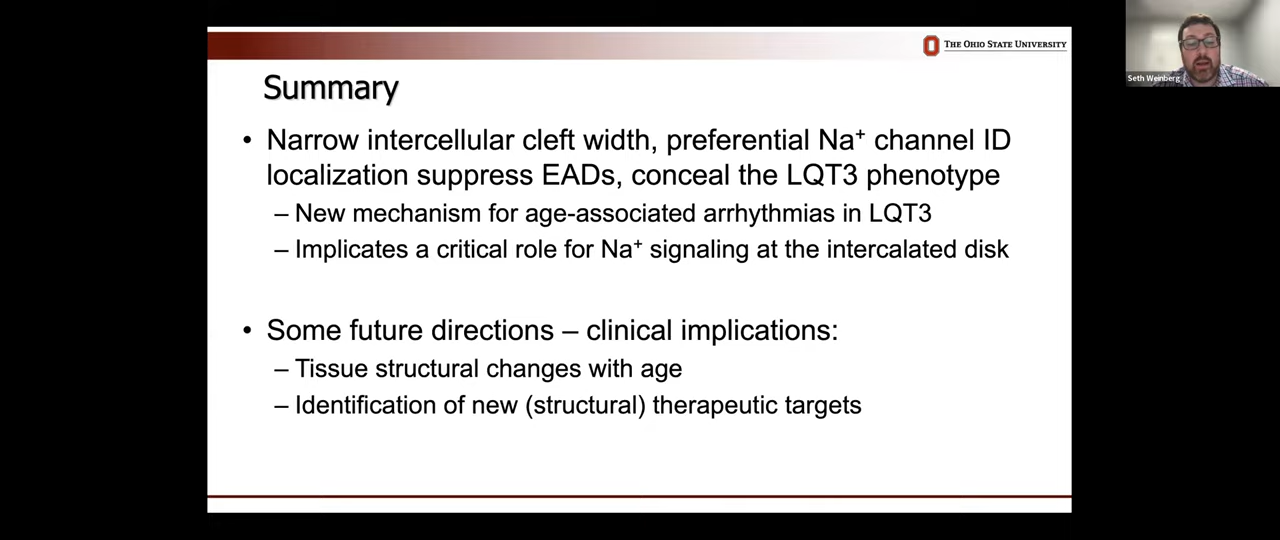 THE OHIO STATE UNIVERSITY
Seth Weinberg
Summary
• Narrow intercellular cleft width, preferential Na⁺ channel ID
localization suppress EADs, conceal the LQT3 phenotype
– New mechanism for age-associated arrhythmias in LQT3
– Implicates a critical role for Na⁺ signaling at the intercalated disk
• Some future directions – clinical implications:
– Tissue structural changes with age
– Identification of new (structural) therapeutic targets